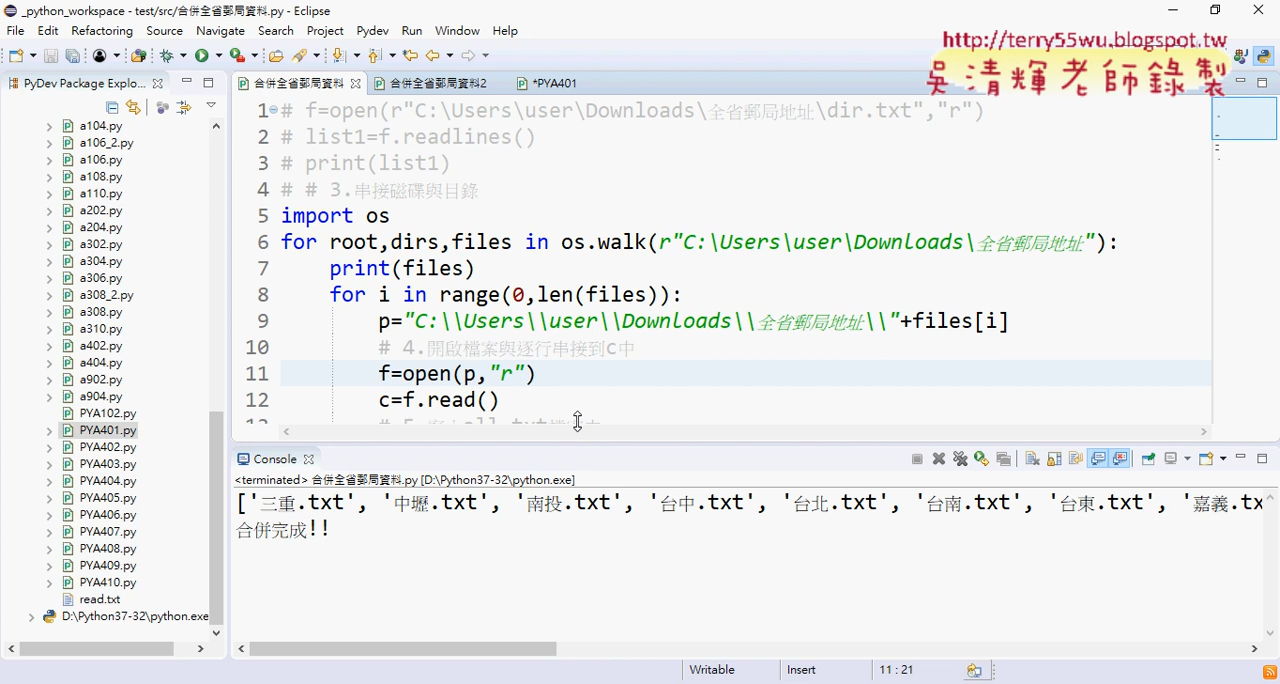 _python_workspace - test/src/合併全省郵局資料.py - Eclipse
File Edit Refactoring Source Navigate Search Project Pydev Run Window Help
http://terry55wu.blogspot.tw
吳清輝老師錄製
PyDev Package Explo...
合併全省郵局資料
合併全省郵局資料2
*PYA401
a104.py
a106_2.py
a106.py
a108.py
a110.py
a202.py
a204.py
a302.py
a304.py
a306.py
a308_2.py
a308.py
a310.py
a402.py
a404.py
a902.py
a904.py
PYA102.py
PYA401.py
PYA402.py
PYA403.py
PYA404.py
PYA405.py
PYA406.py
PYA407.py
PYA408.py
PYA409.py
PYA410.py
read.txt
D:\Python37-32\python.exe
1 # f=open(r"C:\Users\user\Downloads\全省郵局地址\dir.txt","r")
2 # list1=f.readlines()
3 # print(list1)
4 # # 3.串接磁碟與目錄
5 import os
6 for root,dirs,files in os.walk(r"C:\Users\user\Downloads\全省郵局地址"):
7 print(files)
8 for i in range(0,len(files)):
9 p="C:\\Users\\user\\Downloads\\全省郵局地址\\"+files[i]
10 # 4.開啟檔案與逐行串接到c中
11 f=open(p,"r")
12 c=f.read()
Console
<terminated> 合併全省郵局資料.py [D:\Python37-32\python.exe]
['三重.txt', '中壢.txt', '南投.txt', '台中.txt', '台北.txt', '台南.txt', '台東.txt', '嘉義.tx
合併完成!!
Writable Insert 11 : 21